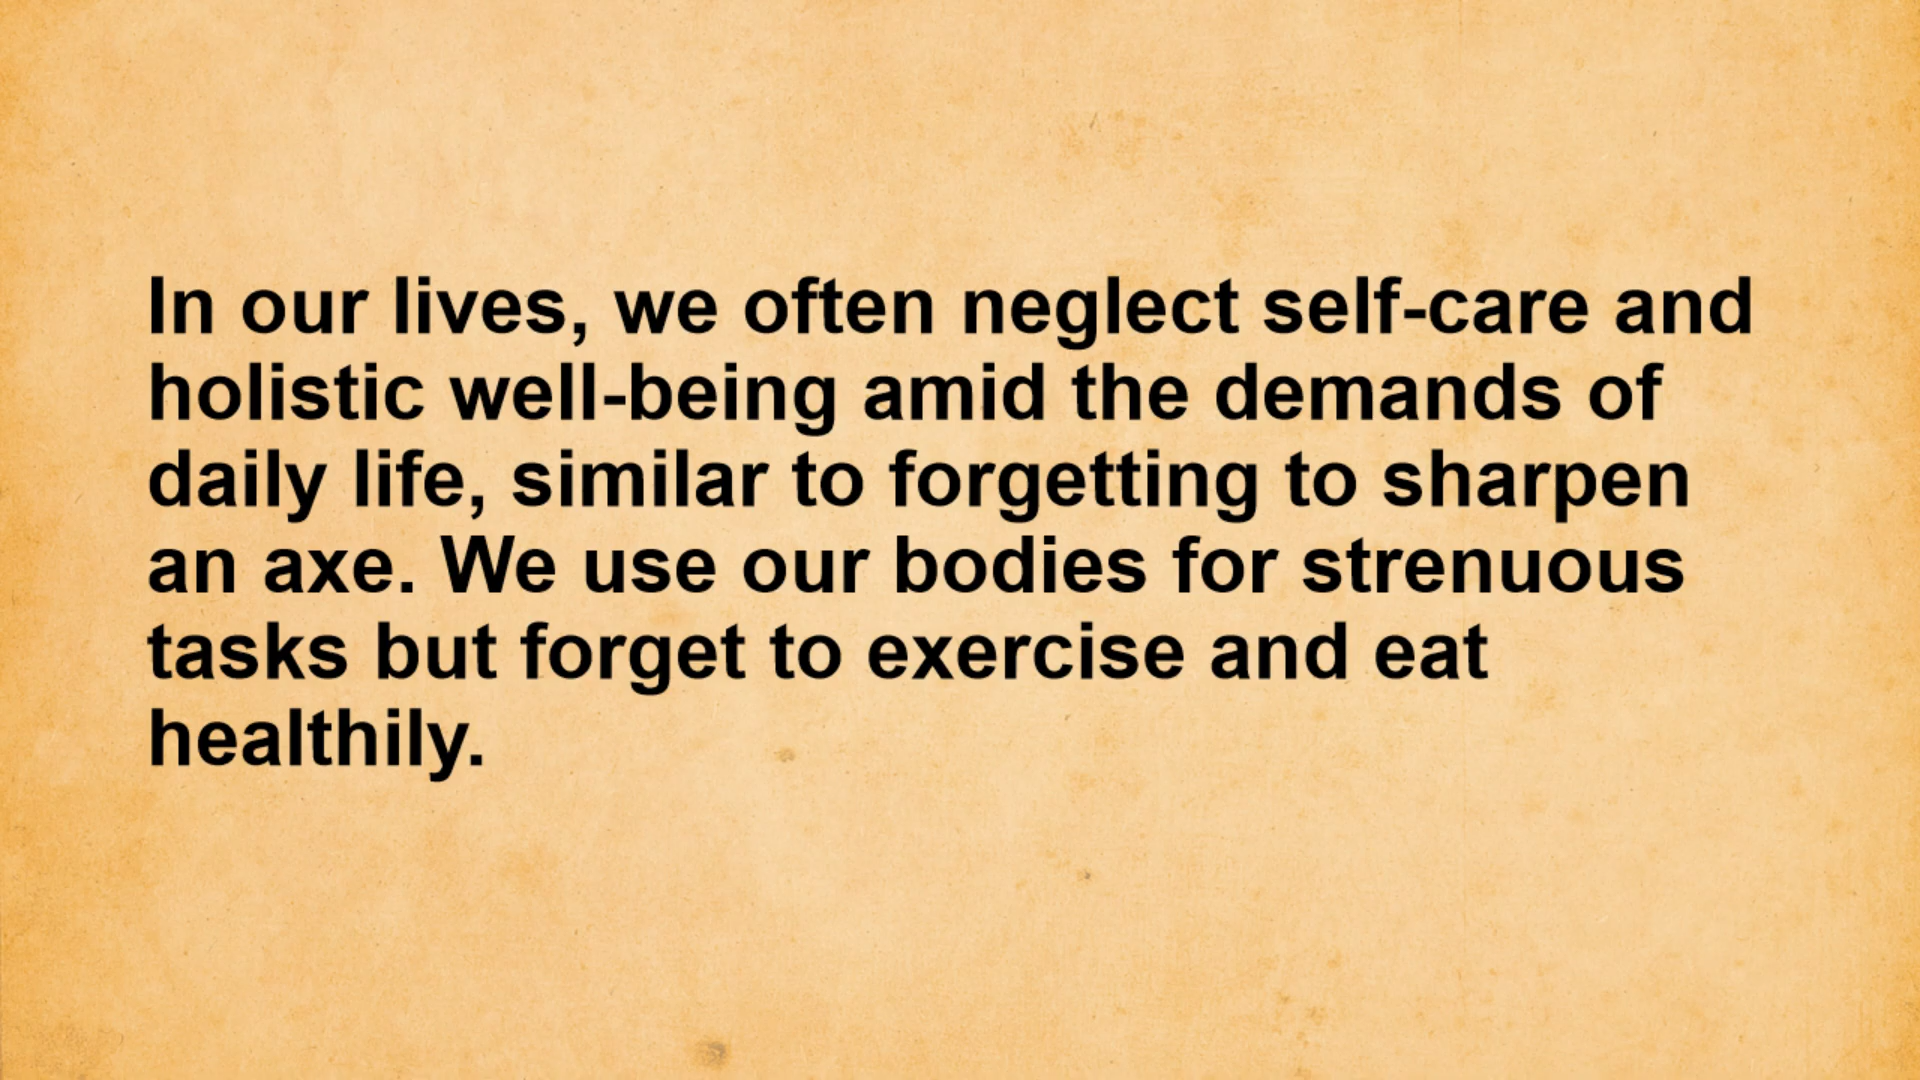 In our lives, we often neglect self-care and
holistic well-being amid the demands of
daily life, similar to forgetting to sharpen
an axe. We use our bodies for strenuous
tasks but forget to exercise and eat
healthily.